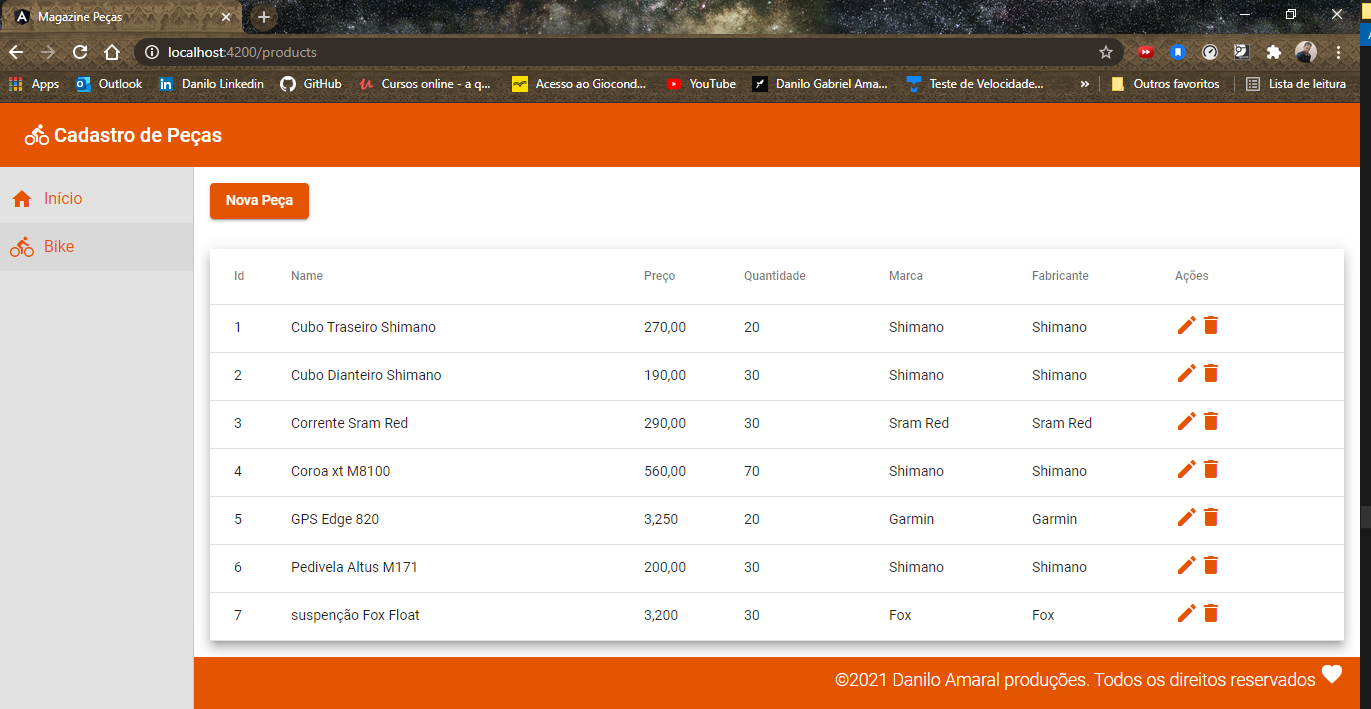 Magazine Peças
localhost:4200/products
Apps Outlook Danilo Linkedin GitHub Cursos online - a q... Acesso ao Giocond... YouTube Danilo Gabriel Ama... Teste de Velocidade... » Outros favoritos Lista de leitura
Cadastro de Peças
Início
Bike
Nova Peça
Id Name Preço Quantidade Marca Fabricante Ações
1 Cubo Traseiro Shimano 270,00 20 Shimano Shimano
2 Cubo Dianteiro Shimano 190,00 30 Shimano Shimano
3 Corrente Sram Red 290,00 30 Sram Red Sram Red
4 Coroa xt M8100 560,00 70 Shimano Shimano
5 GPS Edge 820 3,250 20 Garmin Garmin
6 Pedivela Altus M171 200,00 30 Shimano Shimano
7 suspenção Fox Float 3,200 30 Fox Fox
©2021 Danilo Amaral produções. Todos os direitos reservados